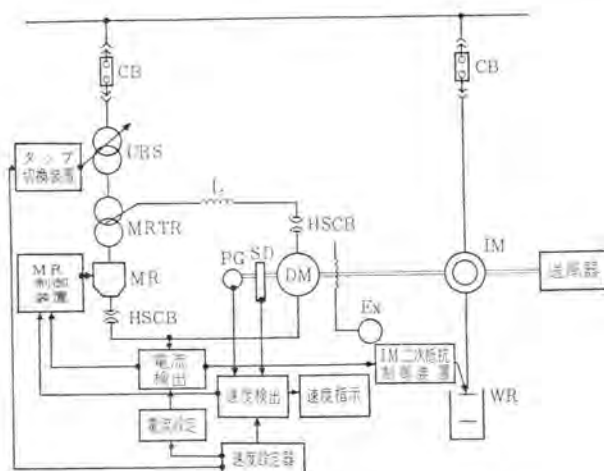 CB
CB
タップ
切換装置
URS
L
HSCB
MRTR
IM
PG
SD
DM
送風器
MR
制御
装置
MR
HSCB
Ex
電流
検出
IM二次抵抗
制御装置
速度検出
速度指示
WR
電流設定
速度設定器